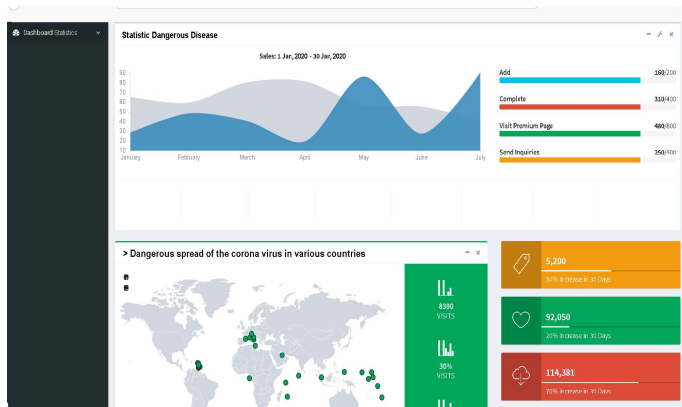 Dashboard Statistics
Statistic Dangerous Disease
Sales: 1 Jan, 2020 - 30 Jan, 2020
90
80
70
60
50
40
30
20
10
January February March April May June July
Add 160/200
Complete 310/400
Visit Premium Page 480/800
Send Inquiries 250/500
> Dangerous spread of the corona virus in various countries
8390
VISITS
30%
VISITS
5,200
50% Increase in 30 Days
92,050
20% Increase in 30 Days
114,381
70% Increase in 30 Days